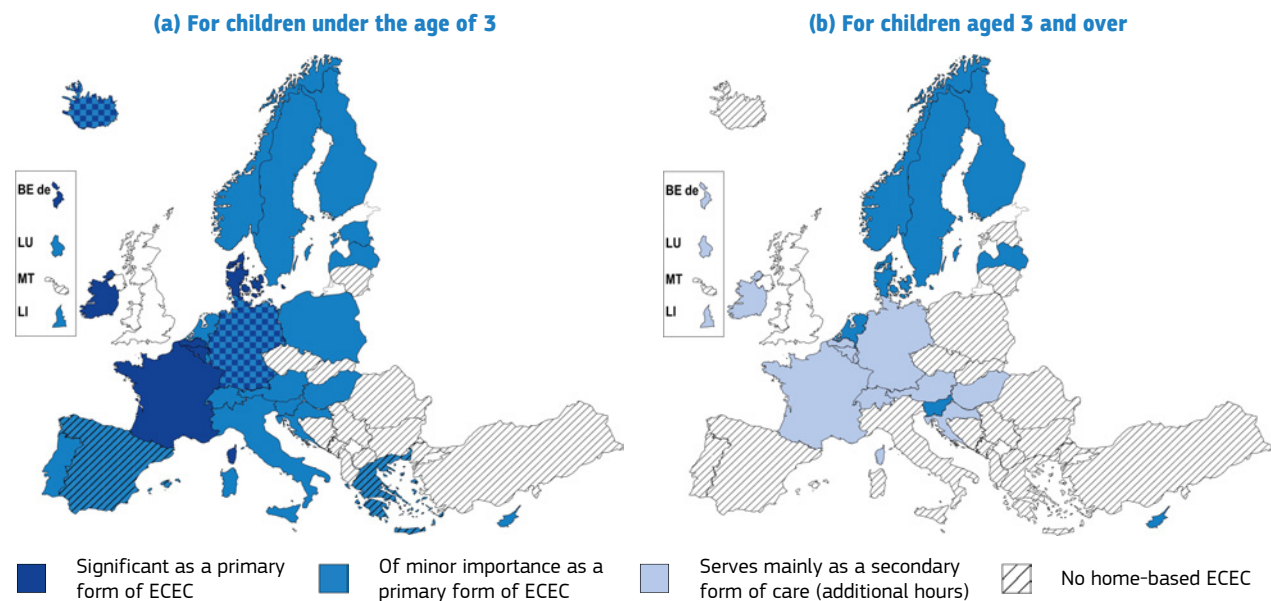 (a) For children under the age of 3
(b) For children aged 3 and over
BE de
LU
MT
LI
BE de
LU
MT
LI
Significant as a primary
form of ECEC
Of minor importance as a
primary form of ECEC
Serves mainly as a secondary
form of care (additional hours)
No home-based ECEC